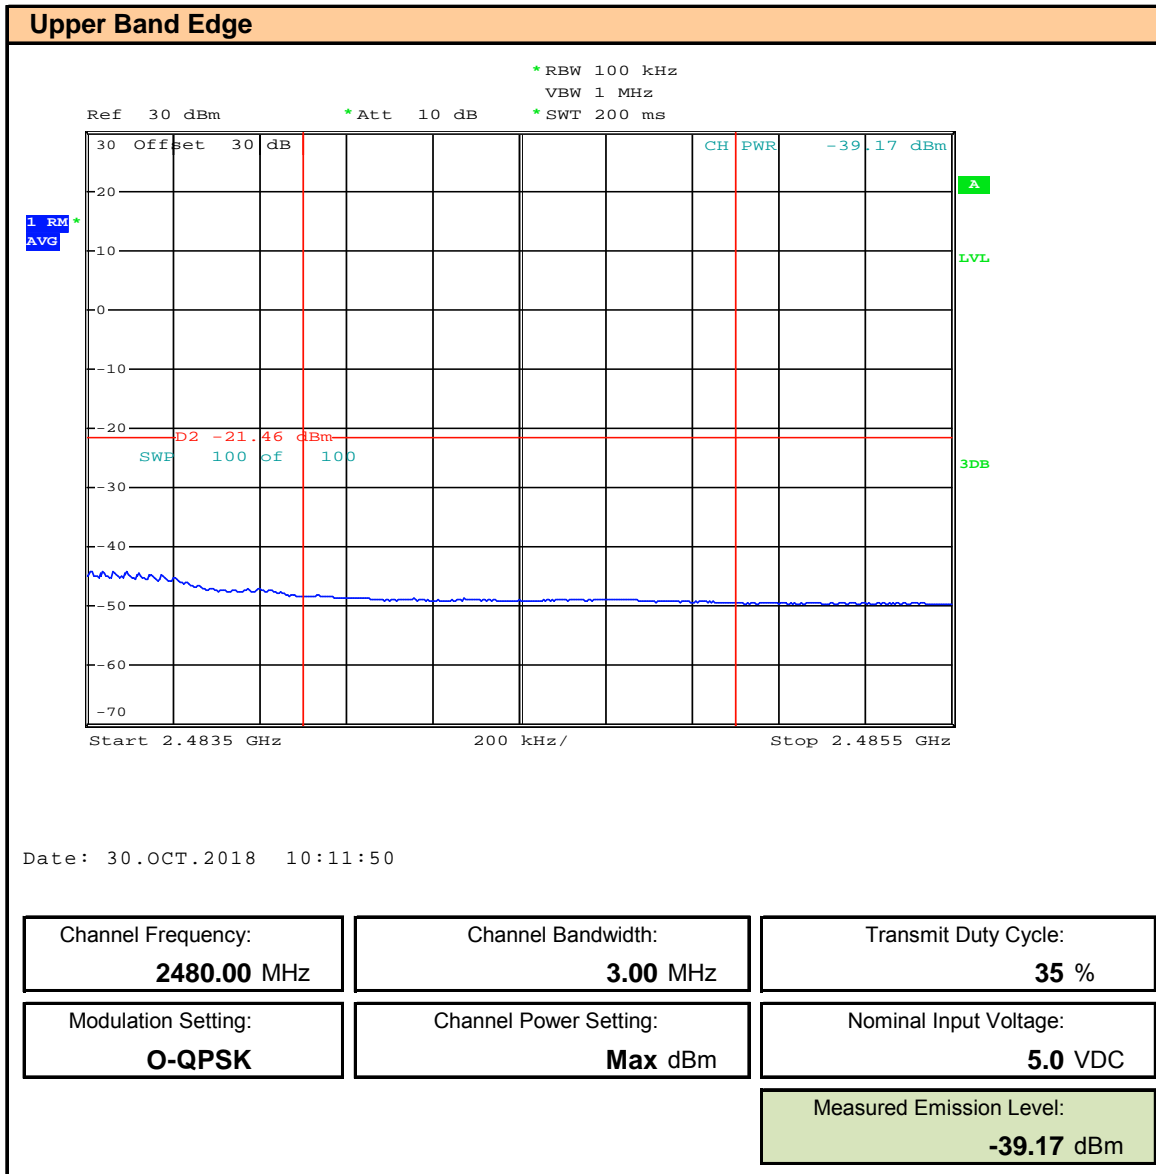 Upper Band Edge
* RBW 100 kHz
VBW 1 MHz
Ref 30 dBm * Att 10 dB * SWT 200 ms
30 Offset 30 dB CH PWR -39.17 dBm
20
A
1 RM *
AVG
10
LVL
0
-10
-20
D2 -21.46 dBm
SWP 100 of 100
3DB
-30
-40
-50
-60
-70
Start 2.4835 GHz 200 kHz/ Stop 2.4855 GHz
Date: 30.OCT.2018 10:11:50
Channel Frequency: Channel Bandwidth: Transmit Duty Cycle:
2480.00 MHz 3.00 MHz 35 %
Modulation Setting: Channel Power Setting: Nominal Input Voltage:
O-QPSK Max dBm 5.0 VDC
Measured Emission Level:
-39.17 dBm